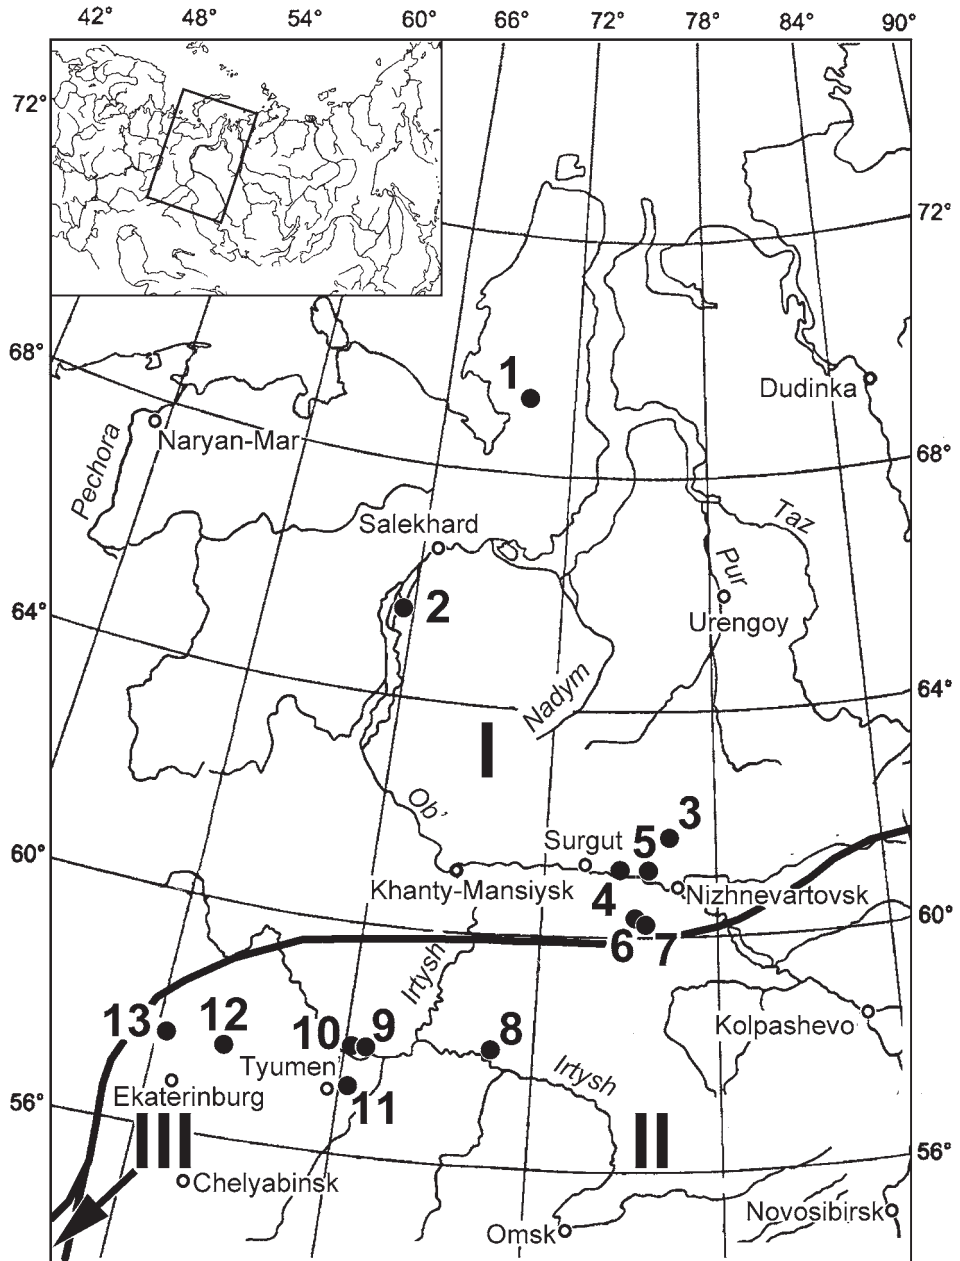 42° 48° 54° 60° 66° 72° 78° 84° 90°
72°
72°
68°
1
Dudinka
Naryan-Mar
68°
Pechora
Salekhard
Taz
Pur
64°
2
Urengoy
Nadym
64°
I
Ob'
3
Surgut 5
60°
Khanty-Mansiysk 4 Nizhnevartovsk
60°
6 7
Irtysh
13 12 10 9 8
Kolpashevo
Tyumen
Irtysh
Ekaterinburg 11
56°
III II
56°
Chelyabinsk
Novosibirsk
Omsk